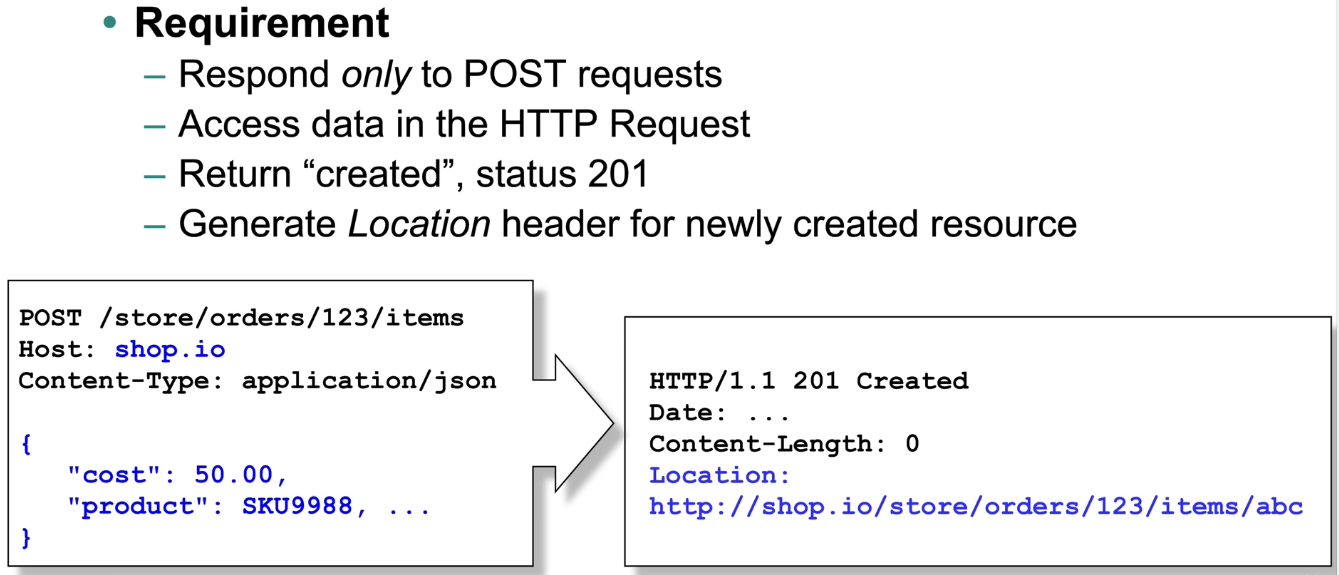 • Requirement
– Respond only to POST requests
– Access data in the HTTP Request
– Return “created”, status 201
– Generate Location header for newly created resource
POST /store/orders/123/items
Host: shop.io
Content-Type: application/json
{
"cost": 50.00,
"product": SKU9988, ...
}
HTTP/1.1 201 Created
Date: ...
Content-Length: 0
Location:
http://shop.io/store/orders/123/items/abc